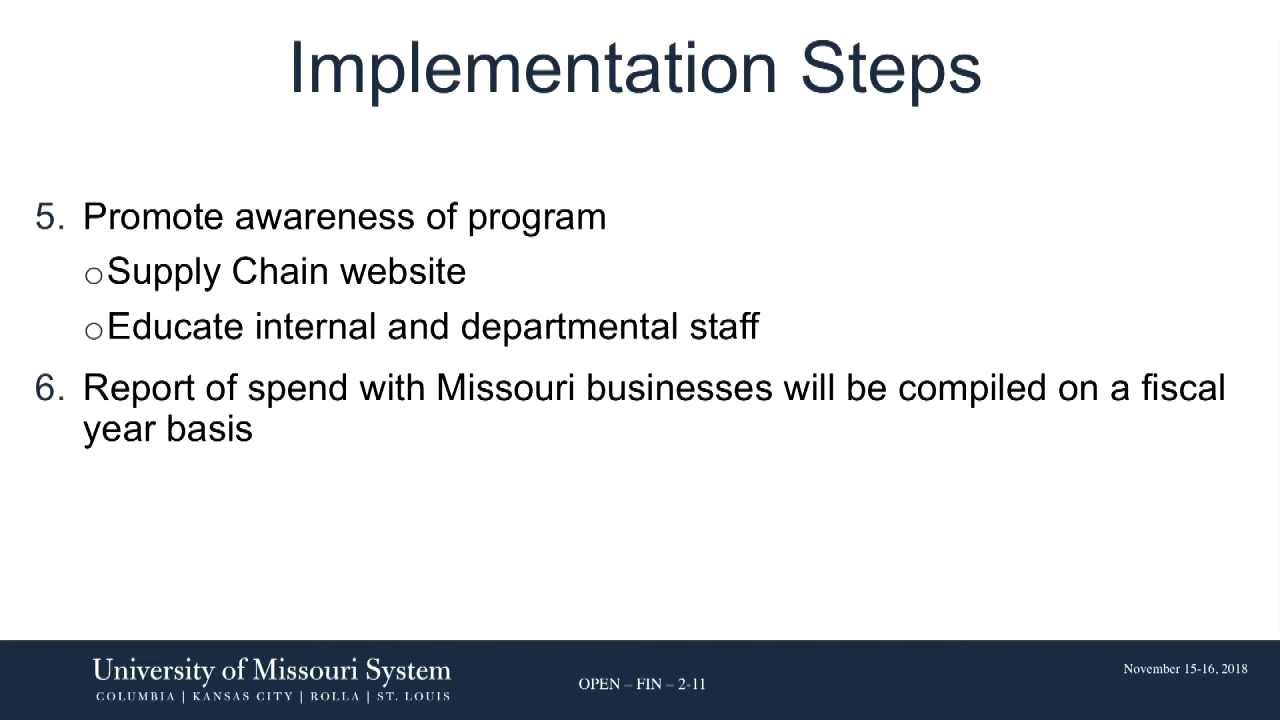 Implementation Steps
5. Promote awareness of program
oSupply Chain website
oEducate internal and departmental staff
6. Report of spend with Missouri businesses will be compiled on a fiscal
year basis
University of Missouri System
COLUMBIA | KANSAS CITY | ROLLA | ST. LOUIS
OPEN – FIN – 2-11
November 15-16, 2018